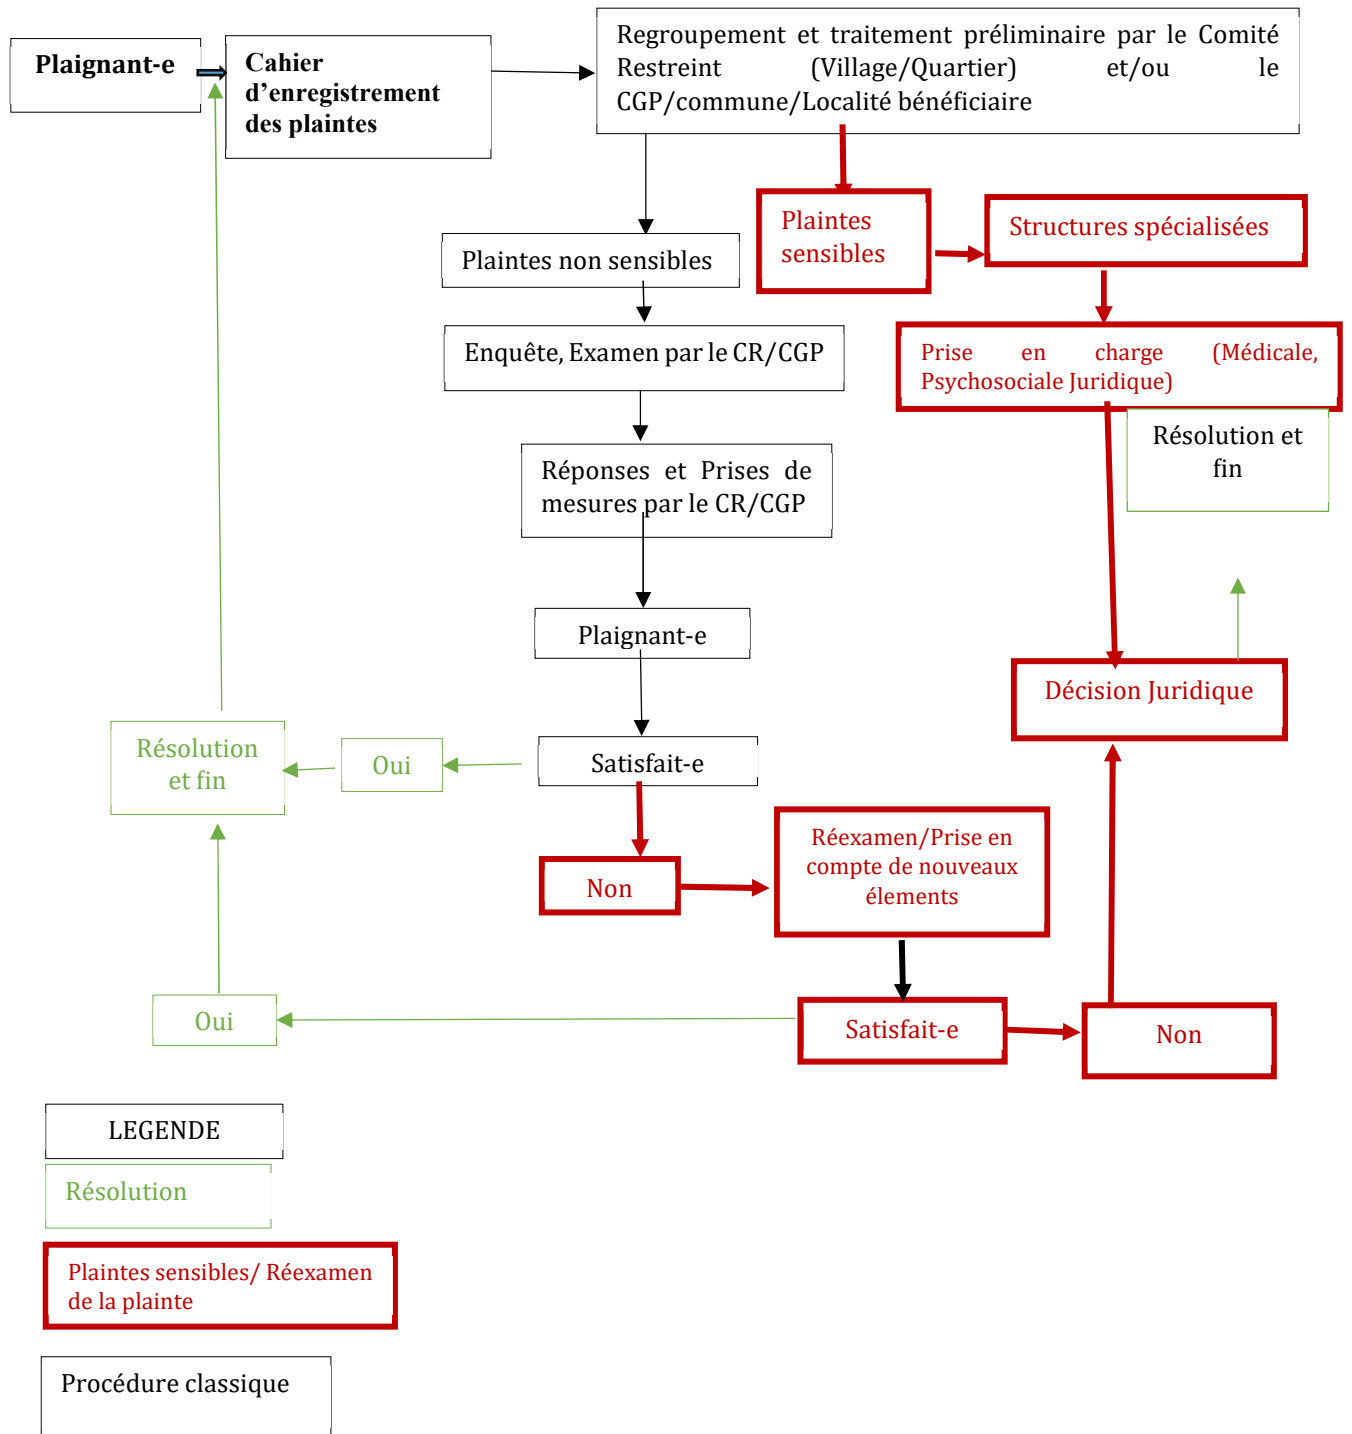 Plaignant-e
Cahier
d’enregistrement
des plaintes
Regroupement et traitement préliminaire par le Comité
Restreint (Village/Quartier) et/ou le
CGP/commune/Localité bénéficiaire
Plaintes
sensibles
Structures spécialisées
Plaintes non sensibles
Enquête, Examen par le CR/CGP
Prise en charge (Médicale,
Psychosociale Juridique)
Résolution et
fin
Réponses et Prises de
mesures par le CR/CGP
Plaignant-e
Décision Juridique
Résolution
et fin
Oui
Satisfait-e
Non
Réexamen/Prise en
compte de nouveaux
élements
Oui
Satisfait-e
Non
LEGENDE
Résolution
Plaintes sensibles/ Réexamen
de la plainte
Procédure classique